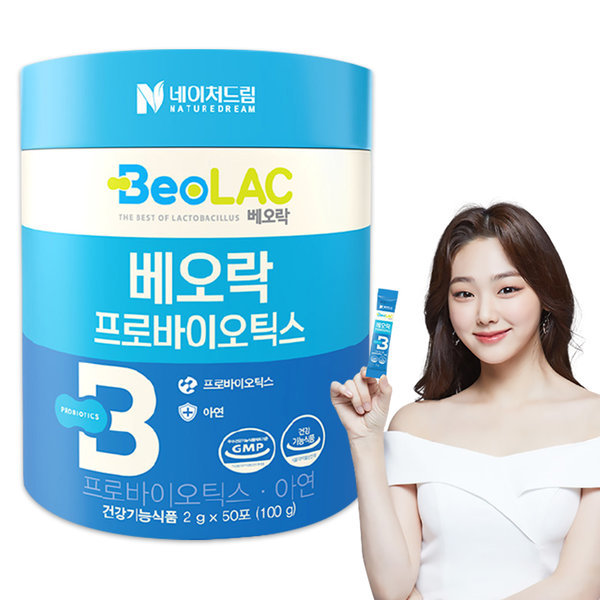 네이처드림
NATUREDREAM
BeoLAC
THE BEST OF LACTOBACILLUS 베오락
베오락
프로바이오틱스
B
PROBIOTICS
프로바이오틱스
아연
GMP
건강
기능식품
프로바이오틱스 · 아연
건강기능식품 2 g x 50포 (100 g)
BeoLAC
베오락
B